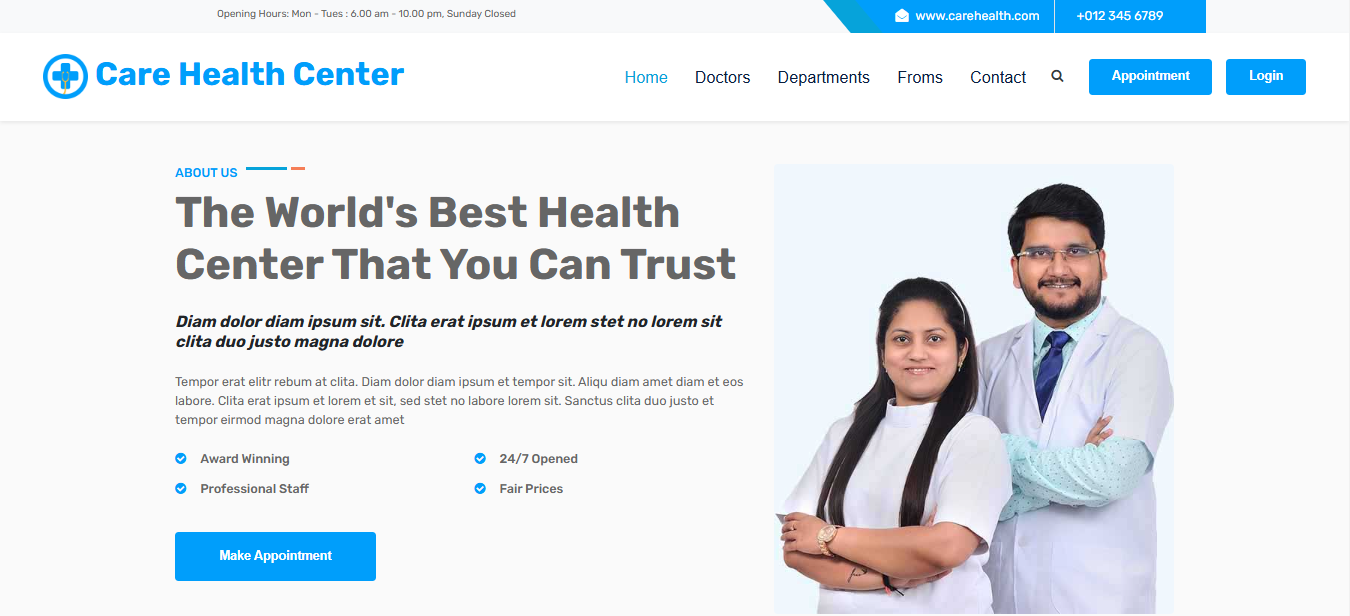 Opening Hours: Mon - Tues : 6.00 am - 10.00 pm, Sunday Closed
www.carehealth.com
+012 345 6789
Care Health Center
Home
Doctors
Departments
Froms
Contact
Appointment
Login
ABOUT US
The World's Best Health
Center That You Can Trust
Diam dolor diam ipsum sit. Clita erat ipsum et lorem stet no lorem sit
clita duo justo magna dolore
Tempor erat elitr rebum at clita. Diam dolor diam ipsum et tempor sit. Aliqu diam amet diam et eos
labore. Clita erat ipsum et lorem et sit, sed stet no labore lorem sit. Sanctus clita duo justo et
tempor eirmod magna dolore erat amet
Award Winning
24/7 Opened
Professional Staff
Fair Prices
Make Appointment